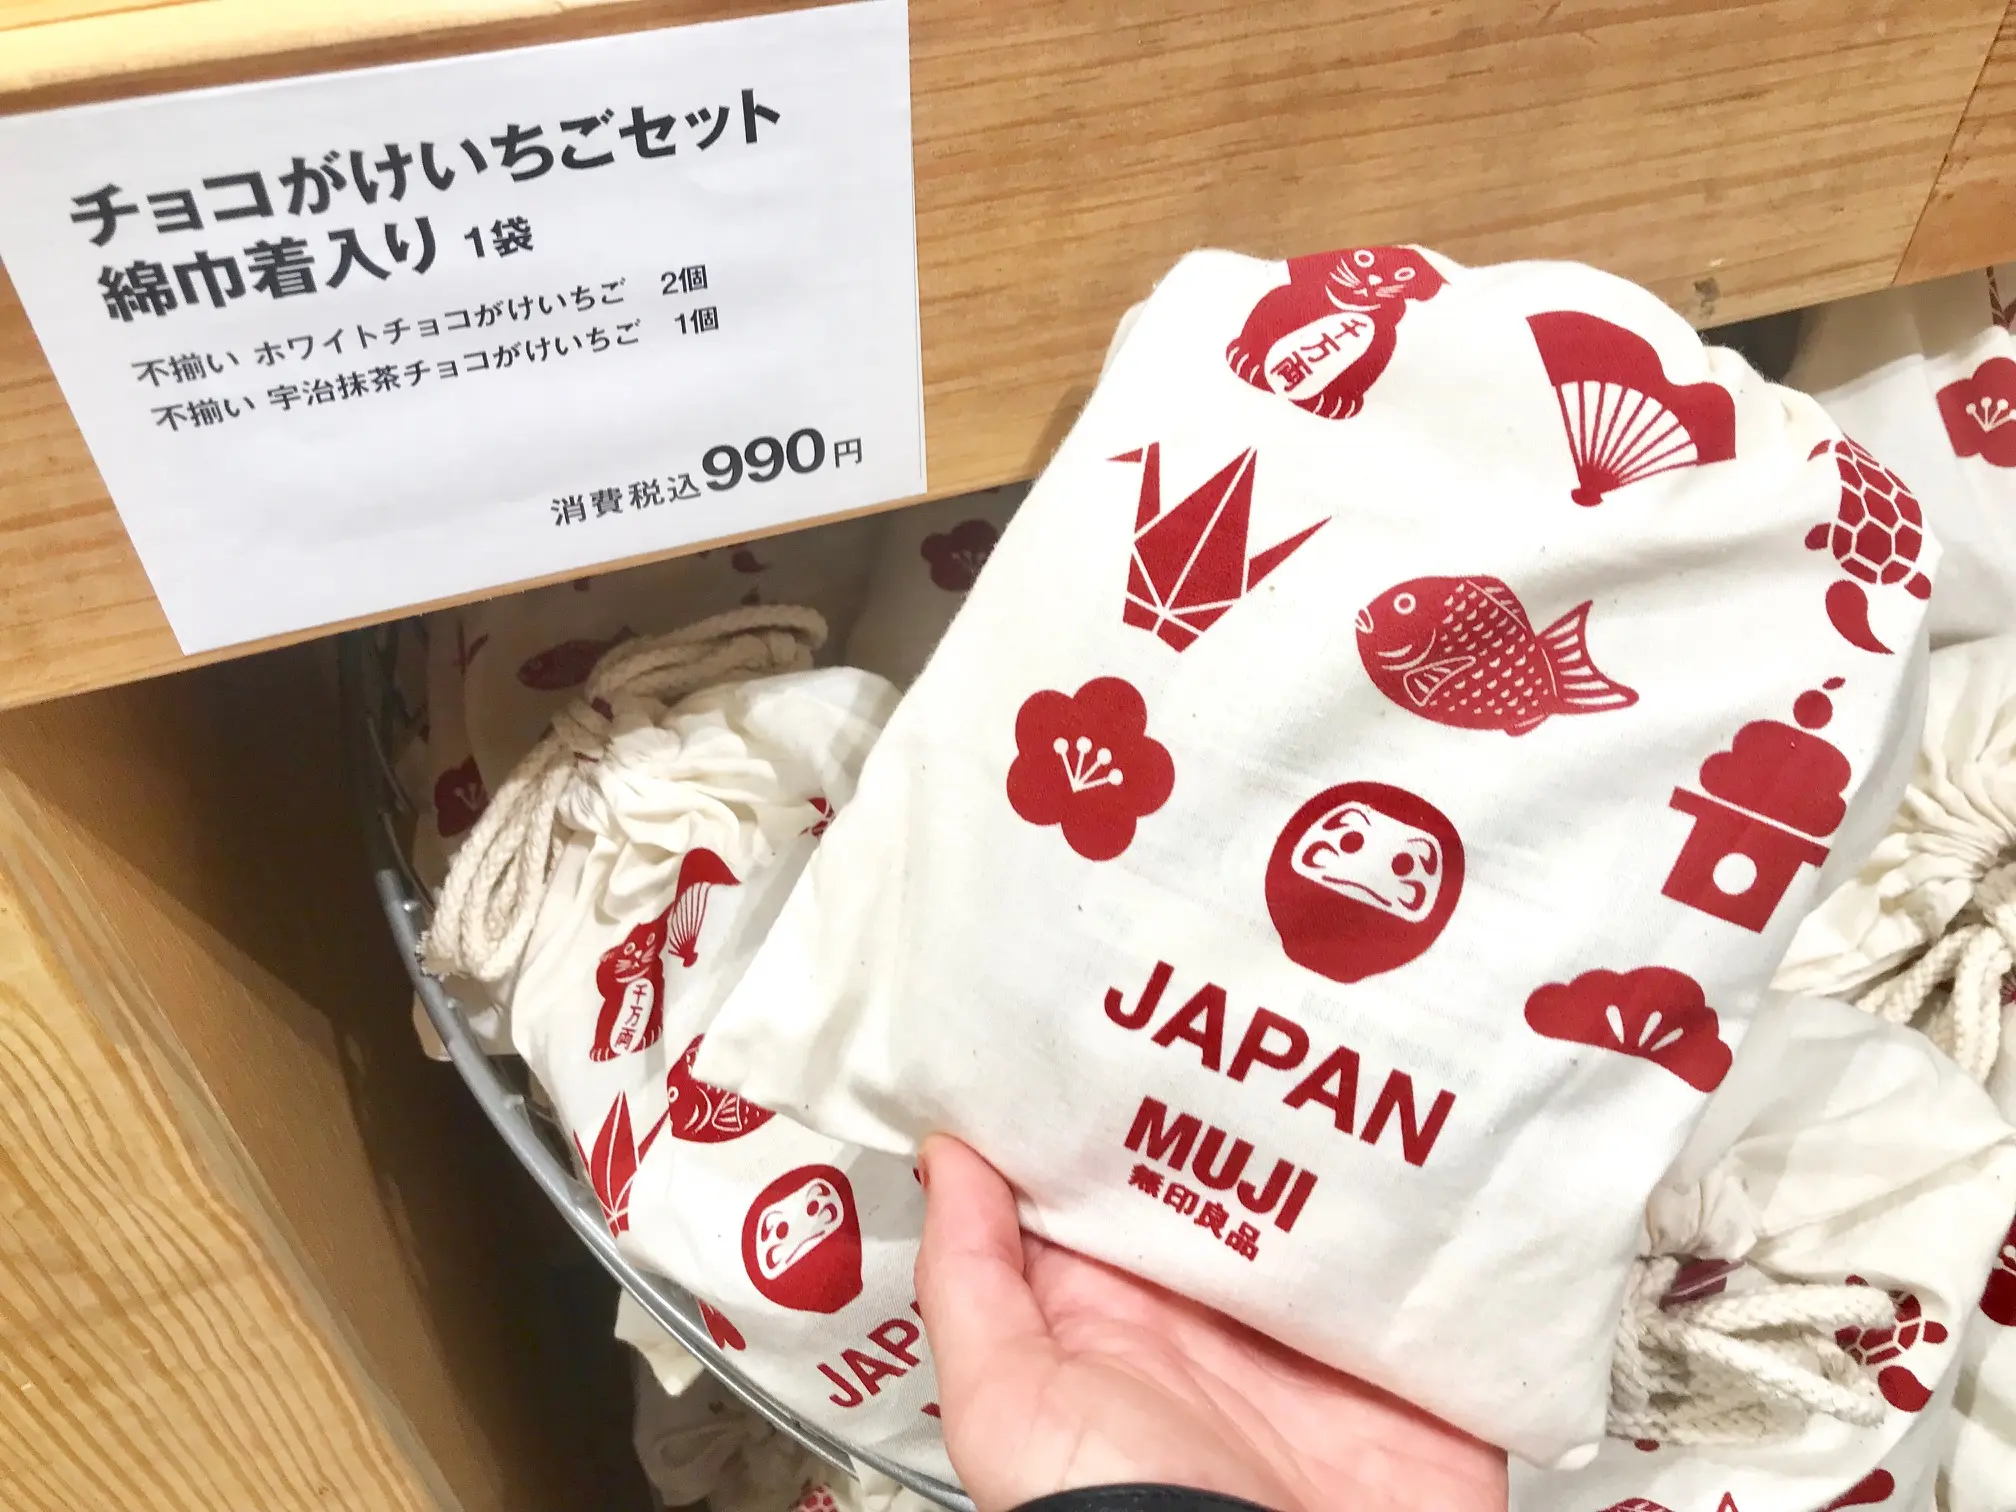 チョコがけいちごセット
綿巾着入り 1袋
不揃い ホワイトチョコがけいちご 2個
不揃い 宇治抹茶チョコがけいちご 1個
消費税込990円
千万両
JAPAN
MUJI
無印良品
千万両
JAP